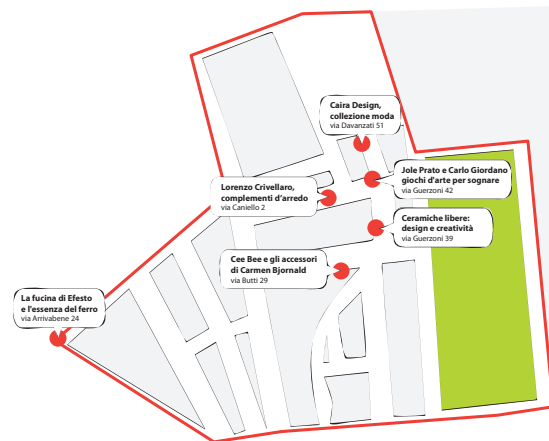 Caira Design,
collezione moda
via Davanzati 51
Jole Prato e Carlo Giordano
giochi d'arte per sognare
via Guerzoni 42
Lorenzo Crivellaro,
complementi d'arredo
via Caniello 2
Ceramiche libere:
design e creatività
via Guerzoni 39
Cee Bee e gli accessori
di Carmen Bjornald
via Butti 29
La fucina di Efesto
e l'essenza del ferro
via Arrivabene 24